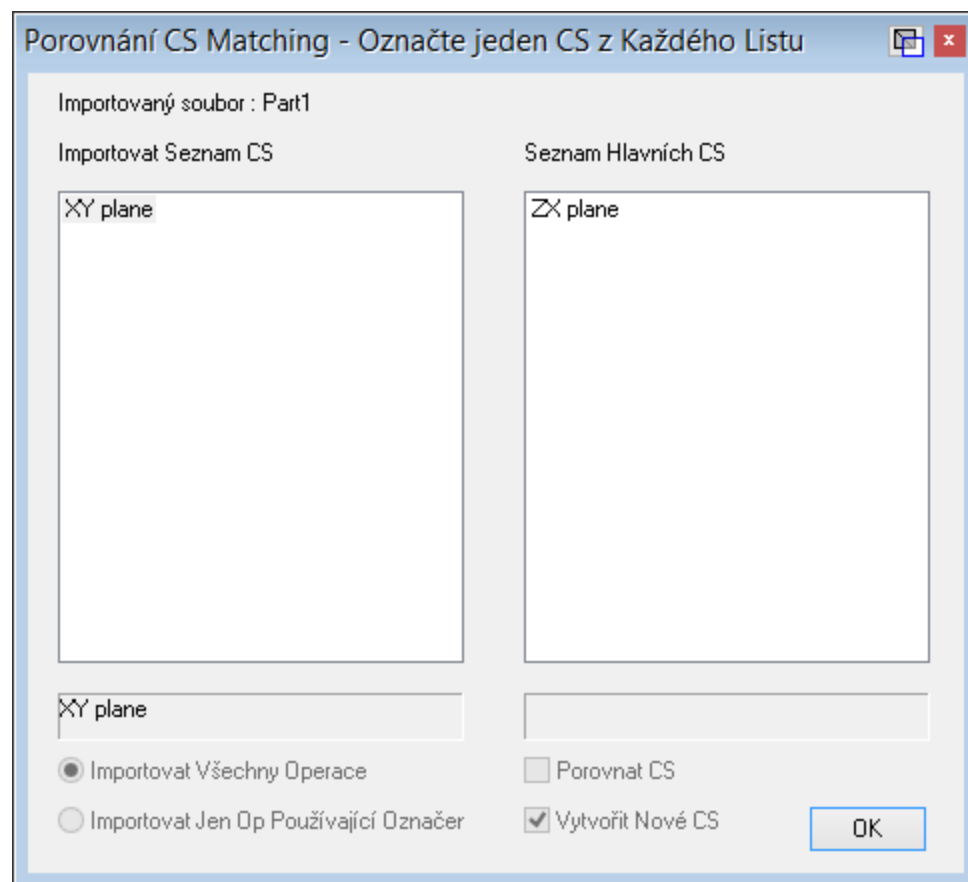 Porovnání CS Matching - Označte jeden CS z Každého Listu
Importovaný soubor : Part1
Importovat Seznam CS
Seznam Hlavních CS
XY plane
ZX plane
XY plane
Importovat Všechny Operace
Porovnat CS
Importovat Jen Op Používající Označer
Vytvořit Nové CS
OK